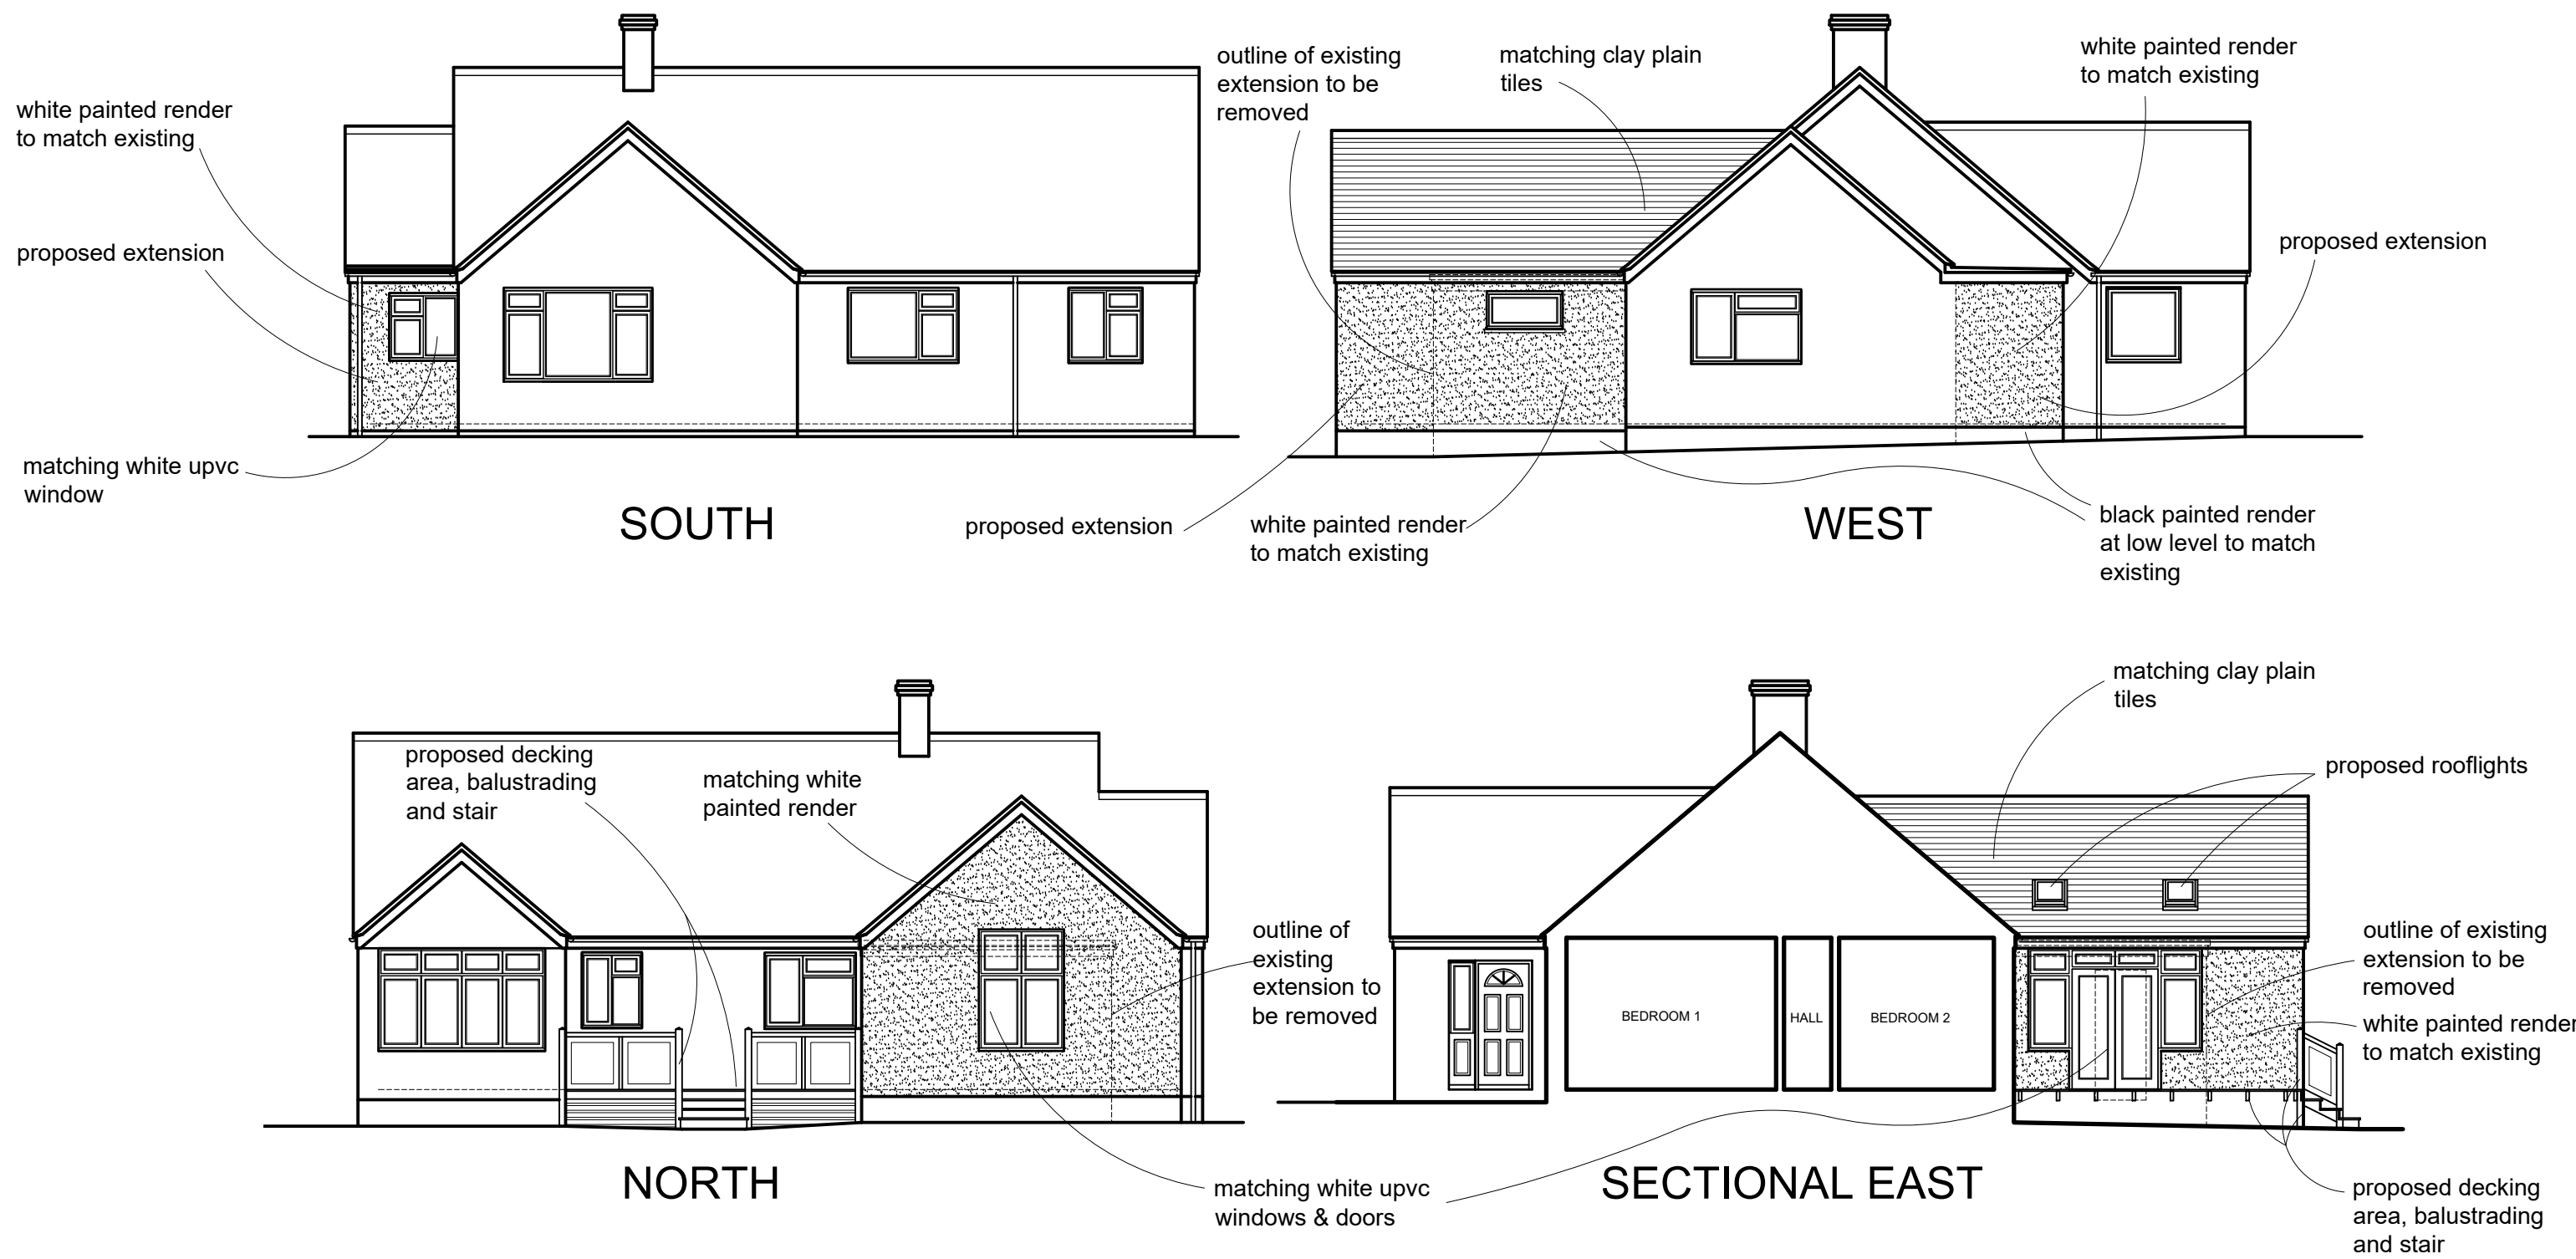 white painted render
to match existing
proposed extension
matching white upvc
window
SOUTH
outline of existing
extension to be
removed
matching clay plain
tiles
white painted render
to match existing
proposed extension
proposed extension
white painted render
to match existing
WEST
black painted render
at low level to match
existing
proposed decking
area, balustrading
and stair
matching white
painted render
outline of
existing
extension to
be removed
NORTH
matching white upvc
windows & doors
matching clay plain
tiles
proposed rooflights
BEDROOM 1
HALL
BEDROOM 2
outline of existing
extension to be
removed
white painted render
to match existing
SECTIONAL EAST
proposed decking
area, balustrading
and stair